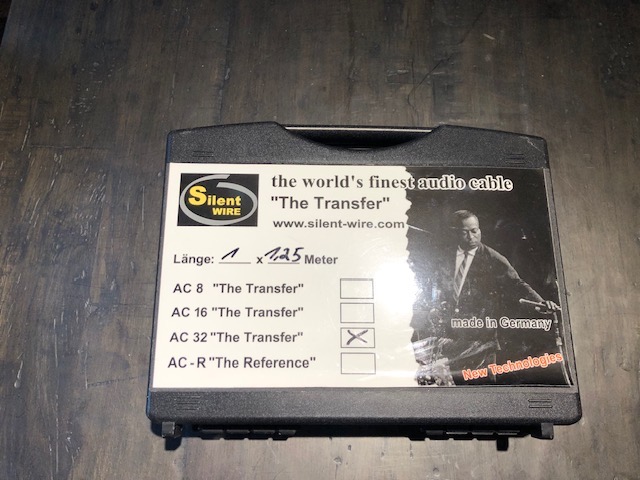 Silent
WIRE
the world's finest audio cable
"The Transfer"
www.silent-wire.com
Länge: 1 x 1,25 Meter
AC 8 "The Transfer"
AC 16 "The Transfer"
AC 32 "The Transfer"
AC - R "The Reference"
made in Germany
New Technologies